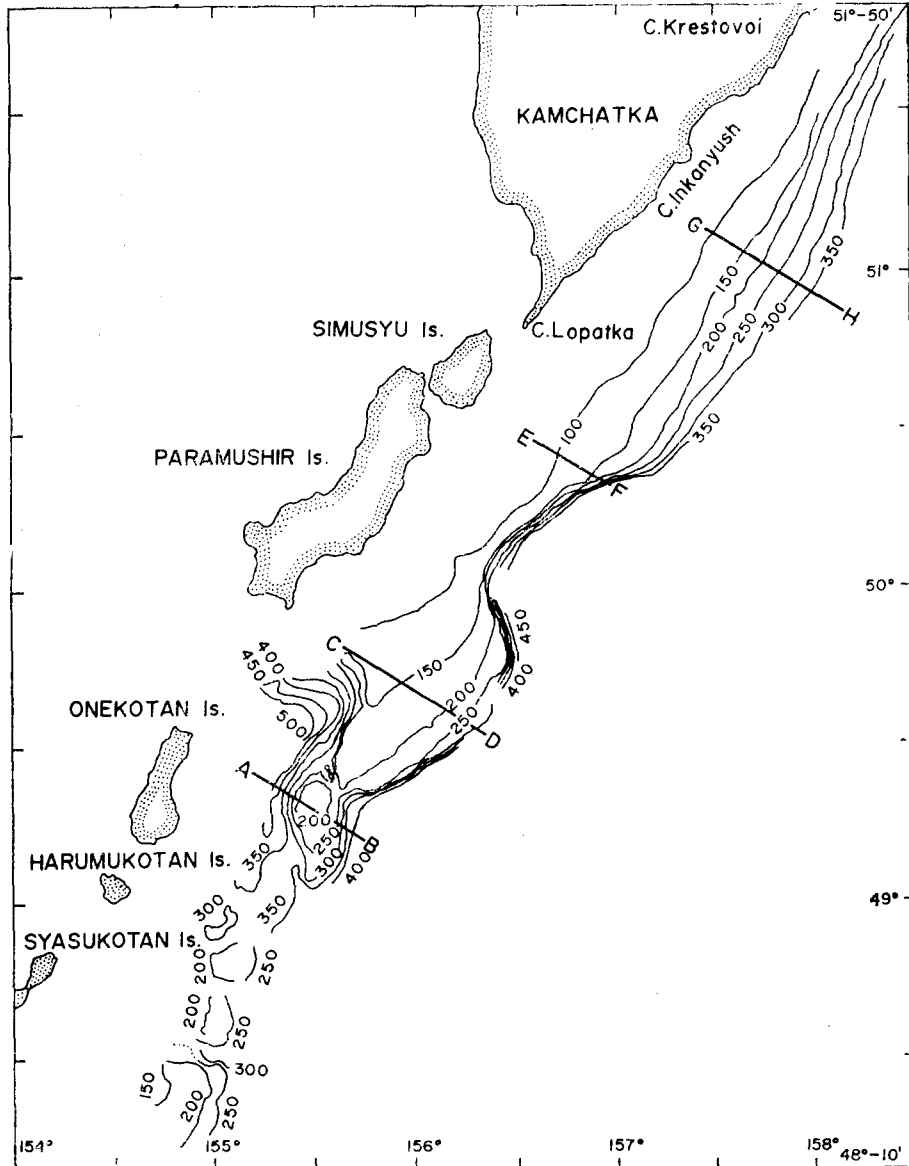 51°-50'
C.Krestovoi
KAMCHATKA
C.Inkanyush
G
150
350
51°
200
250
300
H
SIMUSYU Is.
C.Lopatka
350
100
E
PARAMUSHIR Is.
F
50°
450
400
C
400
450
150
200
250
500
ONEKOTAN Is.
D
A
200
250
B
HARUMUKOTAN Is.
350
300
400
49°
300
350
SYASUKOTAN Is.
200
250
200
250
300
150
200
250
154°
155°
156°
157°
158°
48°-10'